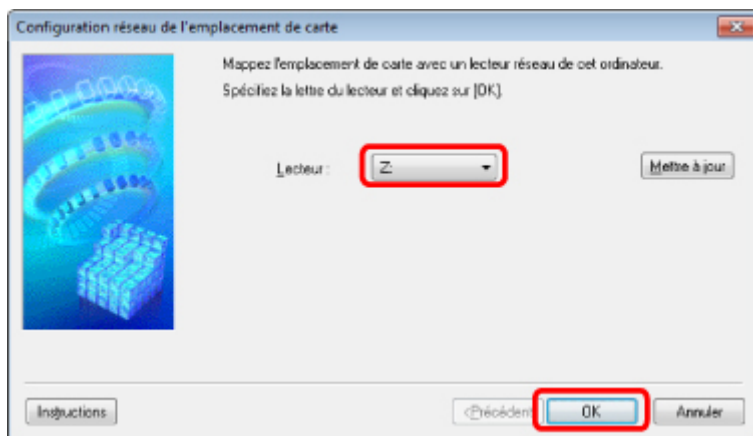 Configuration réseau de l'emplacement de carte
Mappez l'emplacement de carte avec un lecteur réseau de cet ordinateur.
Spécifiez la lettre du lecteur et cliquez sur [OK].
Lecteur : Z: Mettre à jour
Instructions <Précédent OK Annuler